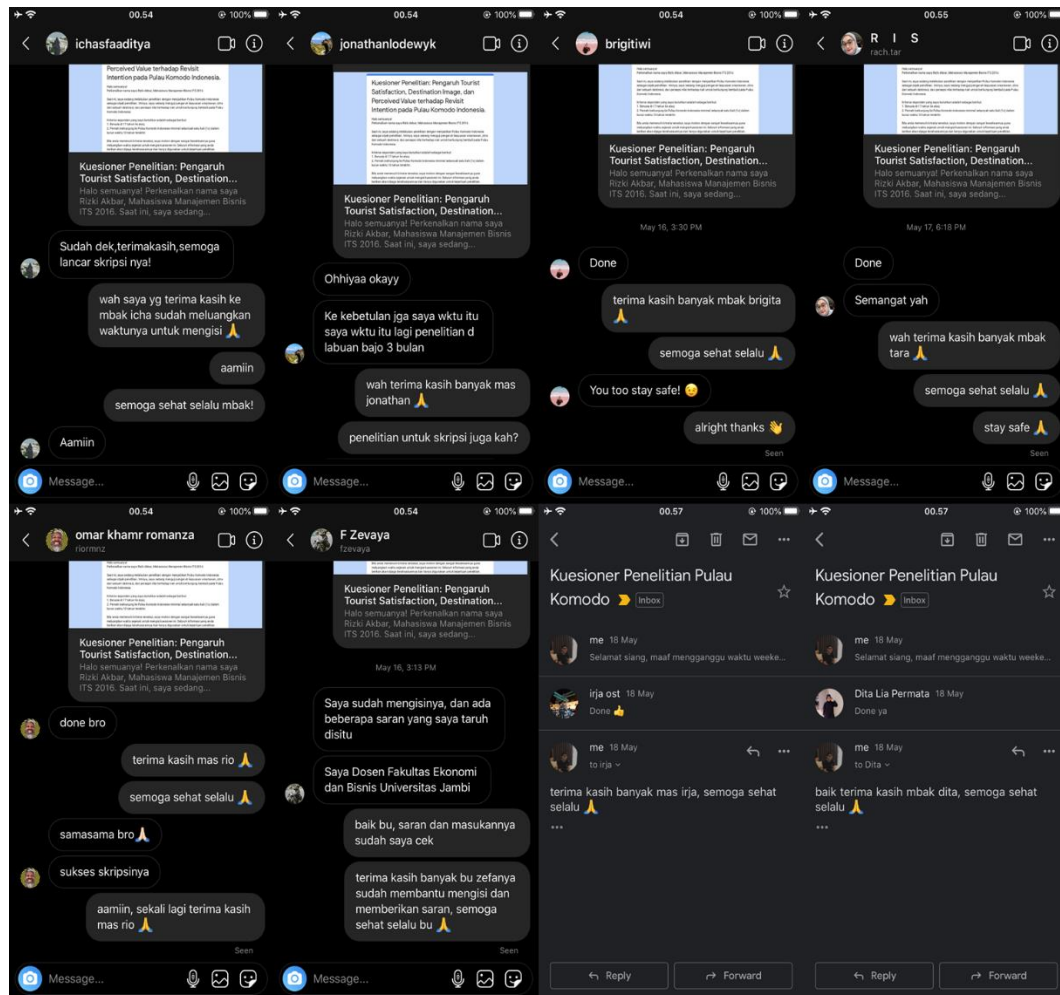 00.54
100%
ichasfaaditya
Perceived Value terhadap Revisit
Intention pada Pulau Komodo Indonesia.
Kuesioner Penelitian: Pengaruh
Tourist Satisfaction, Destination...
Halo semuanya! Perkenalkan nama saya
Rizki Akbar, Mahasiswa Manajemen Bisnis
ITS 2016. Saat ini, saya sedang...
Sudah dek,terimakasih,semoga
lancar skripsi nya!
wah saya yg terima kasih ke
mbak icha sudah meluangkan
waktunya untuk mengisi 🙏
aamiin
semoga sehat selalu mbak!
Aamiin
Message...
00.54
100%
jonathanlodewyk
Kuesioner Penelitian: Pengaruh Tourist
Satisfaction, Destination Image, dan
Perceived Value terhadap Revisit
Intention pada Pulau Komodo Indonesia.
Kuesioner Penelitian: Pengaruh
Tourist Satisfaction, Destination...
Halo semuanya! Perkenalkan nama saya
Rizki Akbar, Mahasiswa Manajemen Bisnis
ITS 2016. Saat ini, saya sedang...
Ohhiyaa okayy
Ke kebetulan jga saya wktu itu
saya wktu itu lagi penelitian d
labuan bajo 3 bulan
wah terima kasih banyak mas
jonathan 🙏
penelitian untuk skripsi juga kah?
Message...
00.54
100%
brigitiwi
Kuesioner Penelitian: Pengaruh
Tourist Satisfaction, Destination...
Halo semuanya! Perkenalkan nama saya
Rizki Akbar, Mahasiswa Manajemen Bisnis
ITS 2016. Saat ini, saya sedang...
May 16, 3:30 PM
Done
terima kasih banyak mbak brigita
🙏
semoga sehat selalu 🙏
You too stay safe! 😉
alright thanks 👋
Seen
Message...
00.55
100%
R I S
rach.tar
Kuesioner Penelitian: Pengaruh
Tourist Satisfaction, Destination...
Halo semuanya! Perkenalkan nama saya
Rizki Akbar, Mahasiswa Manajemen Bisnis
ITS 2016. Saat ini, saya sedang...
May 17, 6:18 PM
Done
Semangat yah
wah terima kasih banyak mbak
tara 🙏
semoga sehat selalu 🙏
stay safe 🙏
Seen
Message...
00.54
100%
omar khamr romanza
riormnz
Kuesioner Penelitian: Pengaruh
Tourist Satisfaction, Destination...
Halo semuanya! Perkenalkan nama saya
Rizki Akbar, Mahasiswa Manajemen Bisnis
ITS 2016. Saat ini, saya sedang...
done bro
terima kasih mas rio 🙏
semoga sehat selalu 🙏
samasama bro🙏🏻
sukses skripsinya
aamiin, sekali lagi terima kasih
mas rio 🙏
Seen
Message...
00.54
100%
F Zevaya
fzevaya
Kuesioner Penelitian: Pengaruh
Tourist Satisfaction, Destination...
Halo semuanya! Perkenalkan nama saya
Rizki Akbar, Mahasiswa Manajemen Bisnis
ITS 2016. Saat ini, saya sedang...
May 16, 3:13 PM
Saya sudah mengisinya, dan ada
beberapa saran yang saya taruh
disitu
Saya Dosen Fakultas Ekonomi
dan Bisnis Universitas Jambi
baik bu, saran dan masukannya
sudah saya cek
terima kasih banyak bu zefanya
sudah membantu mengisi dan
memberikan saran, semoga
sehat selalu bu 🙏
Seen
Message...
00.57
100%
Kuesioner Penelitian Pulau
Komodo Inbox
me 18 May
Selamat siang, maaf mengganggu waktu weeke...
irja ost 18 May
Done 👍
me 18 May
to irja
terima kasih banyak mas irja, semoga sehat
selalu 🙏
Reply
Forward
00.57
100%
Kuesioner Penelitian Pulau
Komodo Inbox
me 18 May
Selamat siang, maaf mengganggu waktu weeke...
Dita Lia Permata 18 May
Done ya
me 18 May
to Dita
baik terima kasih mbak dita, semoga sehat
selalu 🙏
Reply
Forward